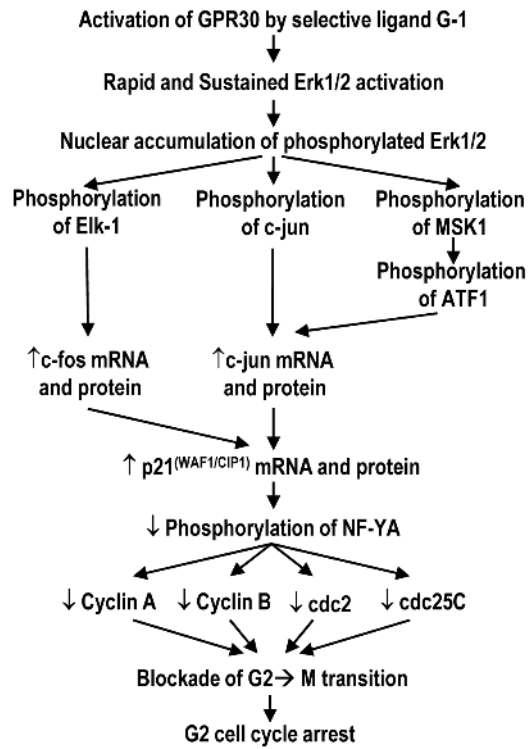 Activation of GPR30 by selective ligand G-1
Rapid and Sustained Erk1/2 activation
Nuclear accumulation of phosphorylated Erk1/2
Phosphorylation
of Elk-1
Phosphorylation
of c-jun
Phosphorylation
of MSK1
Phosphorylation
of ATF1
↑c-fos mRNA
and protein
↑c-jun mRNA
and protein
↑ p21(WAF1/CIP1) mRNA and protein
↓ Phosphorylation of NF-YA
↓ Cyclin A
↓ Cyclin B
↓ cdc2
↓ cdc25C
Blockade of G2→ M transition
G2 cell cycle arrest